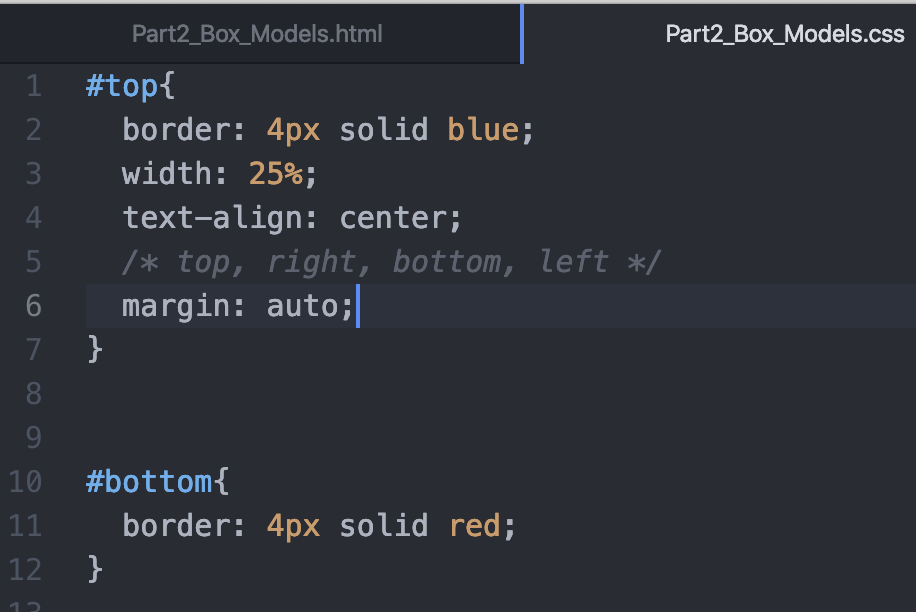 Part2_Box_Models.html
Part2_Box_Models.css
1 #top{
2 border: 4px solid blue;
3 width: 25%;
4 text-align: center;
5 /* top, right, bottom, left */
6 margin: auto;
7 }
8
9
10 #bottom{
11 border: 4px solid red;
12 }
13